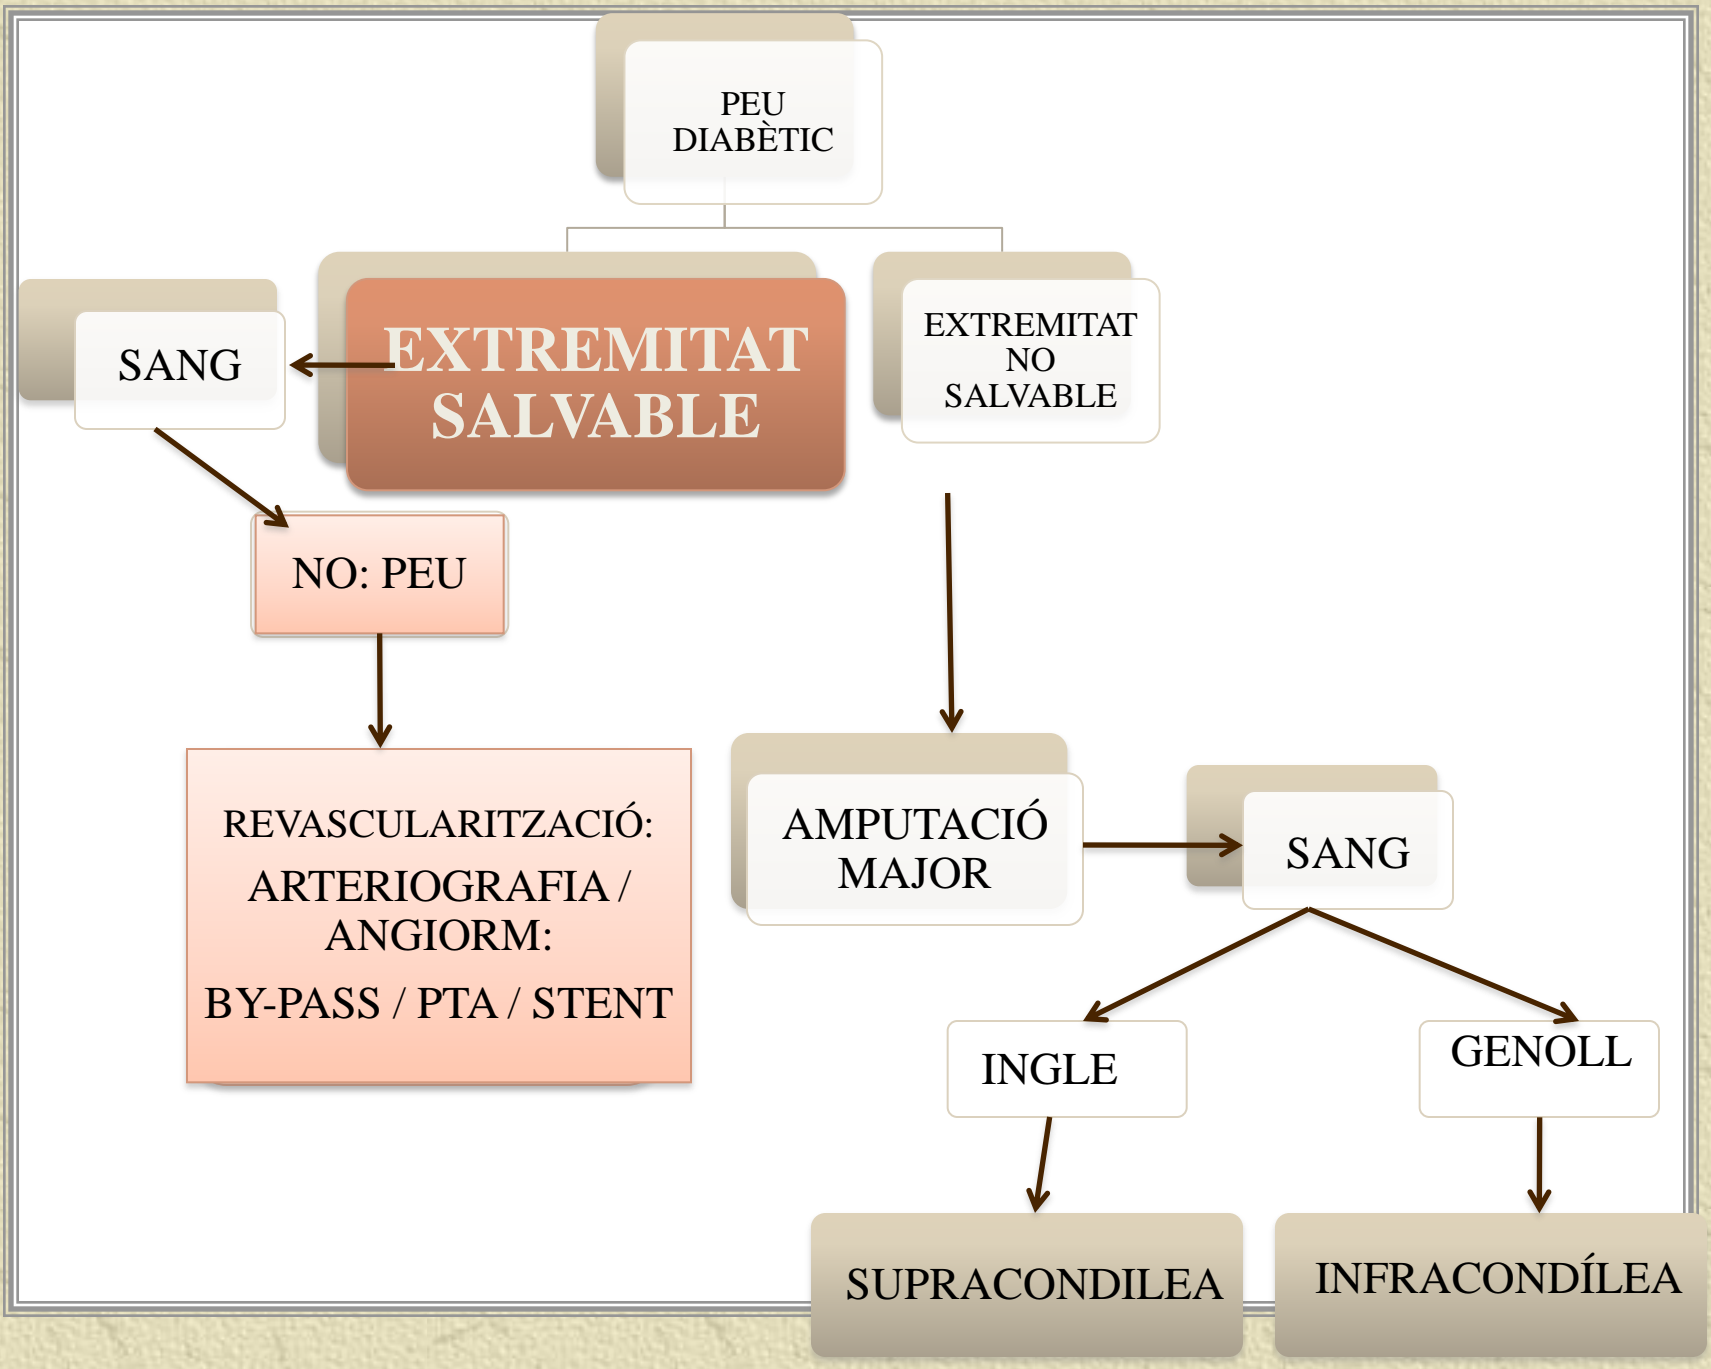 PEU
DIABÈTIC
SANG
EXTREMITAT
SALVABLE
EXTREMITAT
NO
SALVABLE
NO: PEU
REVASCULARITZACIÓ:
ARTERIOGRAFIA /
ANGIORM:
BY-PASS / PTA / STENT
AMPUTACIÓ
MAJOR
SANG
INGLE
GENOLL
SUPRACONDILEA
INFRACONDÍLEA